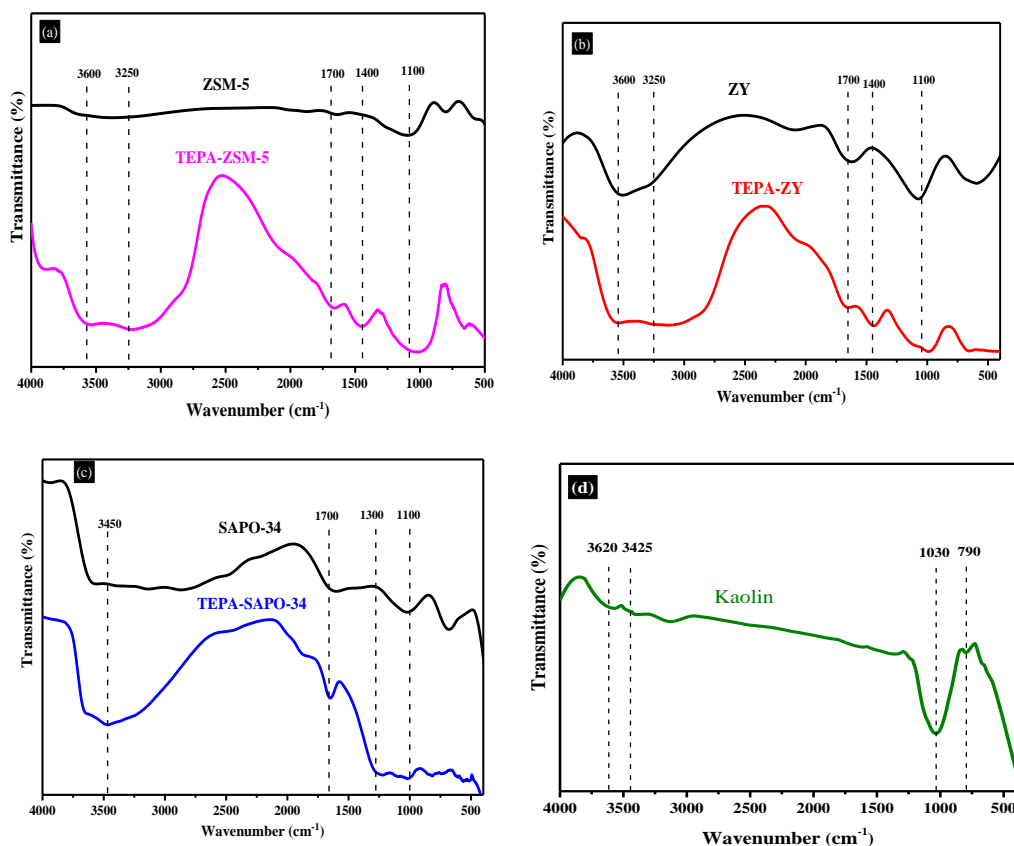 (a)
3600 3250 ZSM-5 1700 1400 1100
TEPA-ZSM-5
Transmittance (%)
4000 3500 3000 2500 2000 1500 1000 500
Wavenumber (cm-1)
(b)
3600 3250 ZY 1700 1400 1100
TEPA-ZY
Transmittance (%)
4000 3500 3000 2500 2000 1500 1000 500
Wavenumber (cm-1)
(c)
3450 SAPO-34 1700 1300 1100
TEPA-SAPO-34
Transmittance (%)
4000 3500 3000 2500 2000 1500 1000 500
Wavenumber (cm-1)
(d)
3620 3425 1030 790
Kaolin
Transmittance (%)
4000 3500 3000 2500 2000 1500 1000 500
Wavenumber (cm-1)